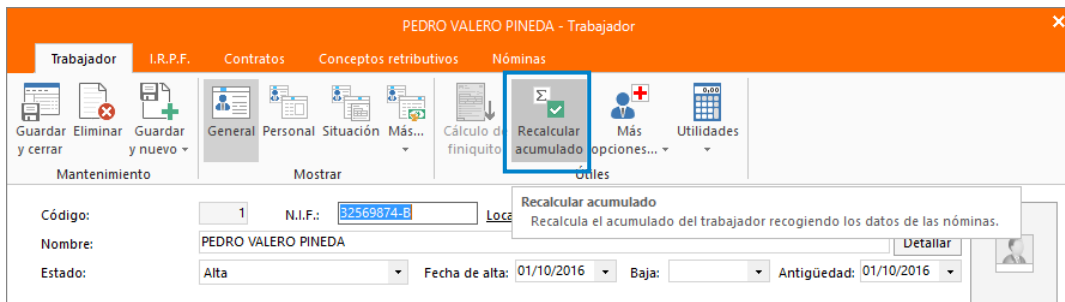 PEDRO VALERO PINEDA - Trabajador
Trabajador I.R.P.F. Contratos Conceptos retributivos Nóminas
Guardar y cerrar Eliminar Guardar y nuevo General Personal Situación Más... Cálculo de finiquito Recalcular acumulado Más opciones... Utilidades
Mantenimiento Mostrar Útiles
Recalcular acumulado
Recalcula el acumulado del trabajador recogiendo los datos de las nóminas.
Código: 1 N.I.F.: 32569874-B Loca
Nombre: PEDRO VALERO PINEDA Detallar
Estado: Alta Fecha de alta: 01/10/2016 Baja: Antigüedad: 01/10/2016